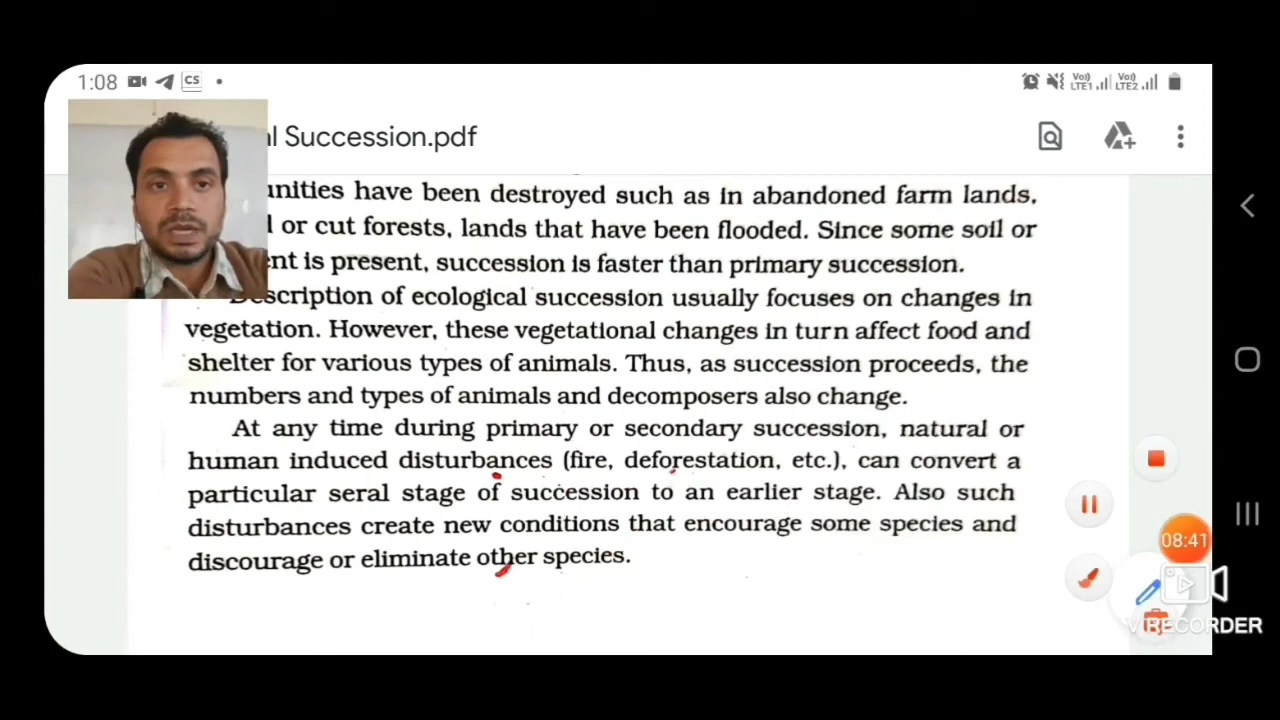 1:08 CS
Vo)) LTE1 Vo)) LTE2
l Succession.pdf
unities have been destroyed such as in abandoned farm lands,
or cut forests, lands that have been flooded. Since some soil or
ent is present, succession is faster than primary succession.
Description of ecological succession usually focuses on changes in
vegetation. However, these vegetational changes in turn affect food and
shelter for various types of animals. Thus, as succession proceeds, the
numbers and types of animals and decomposers also change.
At any time during primary or secondary succession, natural or
human induced disturbances (fire, deforestation, etc.), can convert a
particular seral stage of succession to an earlier stage. Also such
disturbances create new conditions that encourage some species and
discourage or eliminate other species.
08:41
V RECORDER